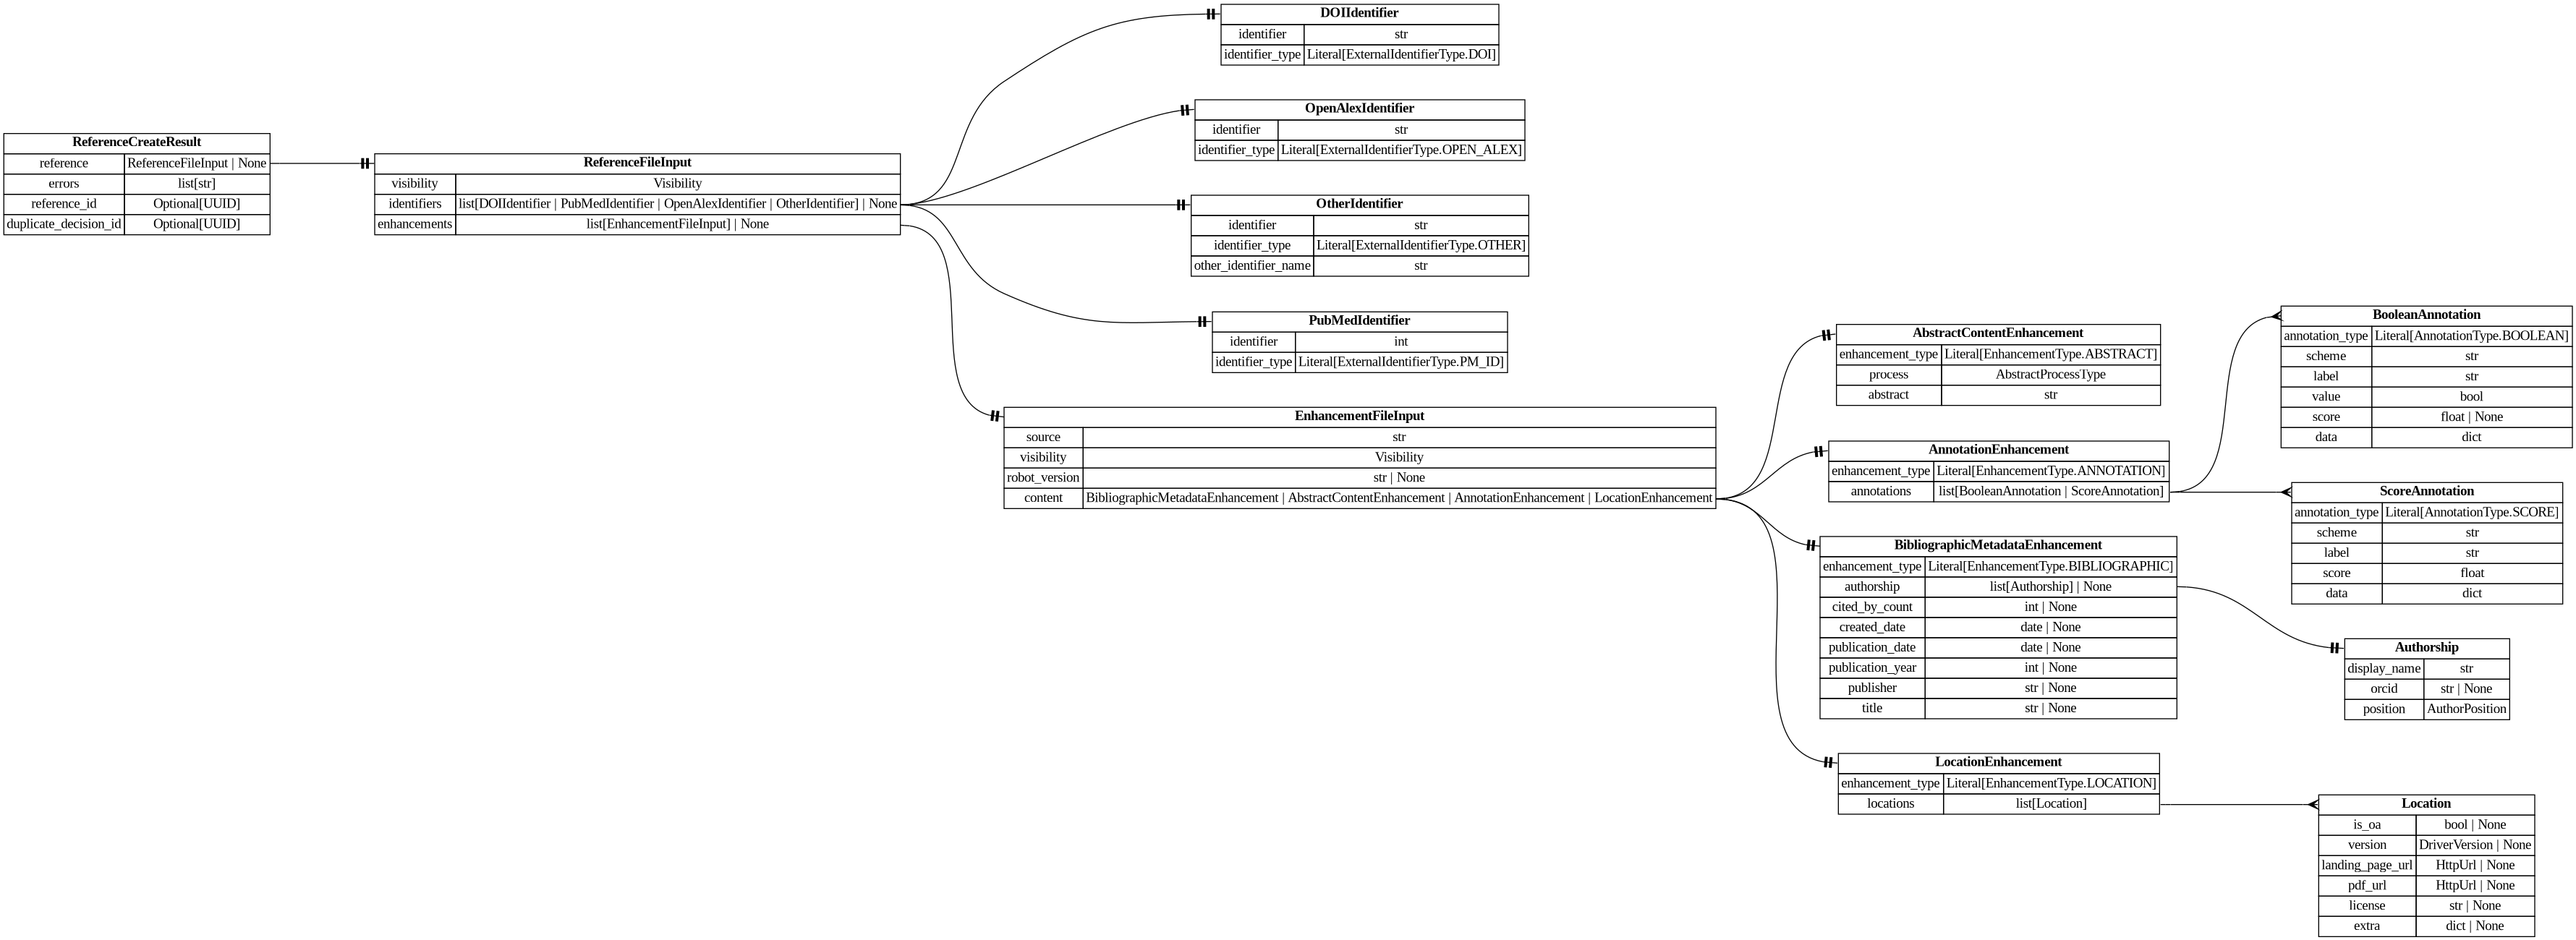 ReferenceCreateResult
reference ReferenceFileInput | None
errors list[str]
reference_id Optional[UUID]
duplicate_decision_id Optional[UUID]
ReferenceFileInput
visibility Visibility
identifiers list[DOIIdentifier | PubMedIdentifier | OpenAlexIdentifier | OtherIdentifier] | None
enhancements list[EnhancementFileInput] | None
DOIIdentifier
identifier str
identifier_type Literal[ExternalIdentifierType.DOI]
OpenAlexIdentifier
identifier str
identifier_type Literal[ExternalIdentifierType.OPEN_ALEX]
OtherIdentifier
identifier str
identifier_type Literal[ExternalIdentifierType.OTHER]
other_identifier_name str
PubMedIdentifier
identifier int
identifier_type Literal[ExternalIdentifierType.PM_ID]
EnhancementFileInput
source str
visibility Visibility
robot_version str | None
content BibliographicMetadataEnhancement | AbstractContentEnhancement | AnnotationEnhancement | LocationEnhancement
AbstractContentEnhancement
enhancement_type Literal[EnhancementType.ABSTRACT]
process AbstractProcessType
abstract str
AnnotationEnhancement
enhancement_type Literal[EnhancementType.ANNOTATION]
annotations list[BooleanAnnotation | ScoreAnnotation]
BibliographicMetadataEnhancement
enhancement_type Literal[EnhancementType.BIBLIOGRAPHIC]
authorship list[Authorship] | None
cited_by_count int | None
created_date date | None
publication_date date | None
publication_year int | None
publisher str | None
title str | None
LocationEnhancement
enhancement_type Literal[EnhancementType.LOCATION]
locations list[Location]
BooleanAnnotation
annotation_type Literal[AnnotationType.BOOLEAN]
scheme str
label str
value bool
score float | None
data dict
ScoreAnnotation
annotation_type Literal[AnnotationType.SCORE]
scheme str
label str
score float
data dict
Authorship
display_name str
orcid str | None
position AuthorPosition
Location
is_oa bool | None
version DriverVersion | None
landing_page_url HttpUrl | None
pdf_url HttpUrl | None
license str | None
extra dict | None